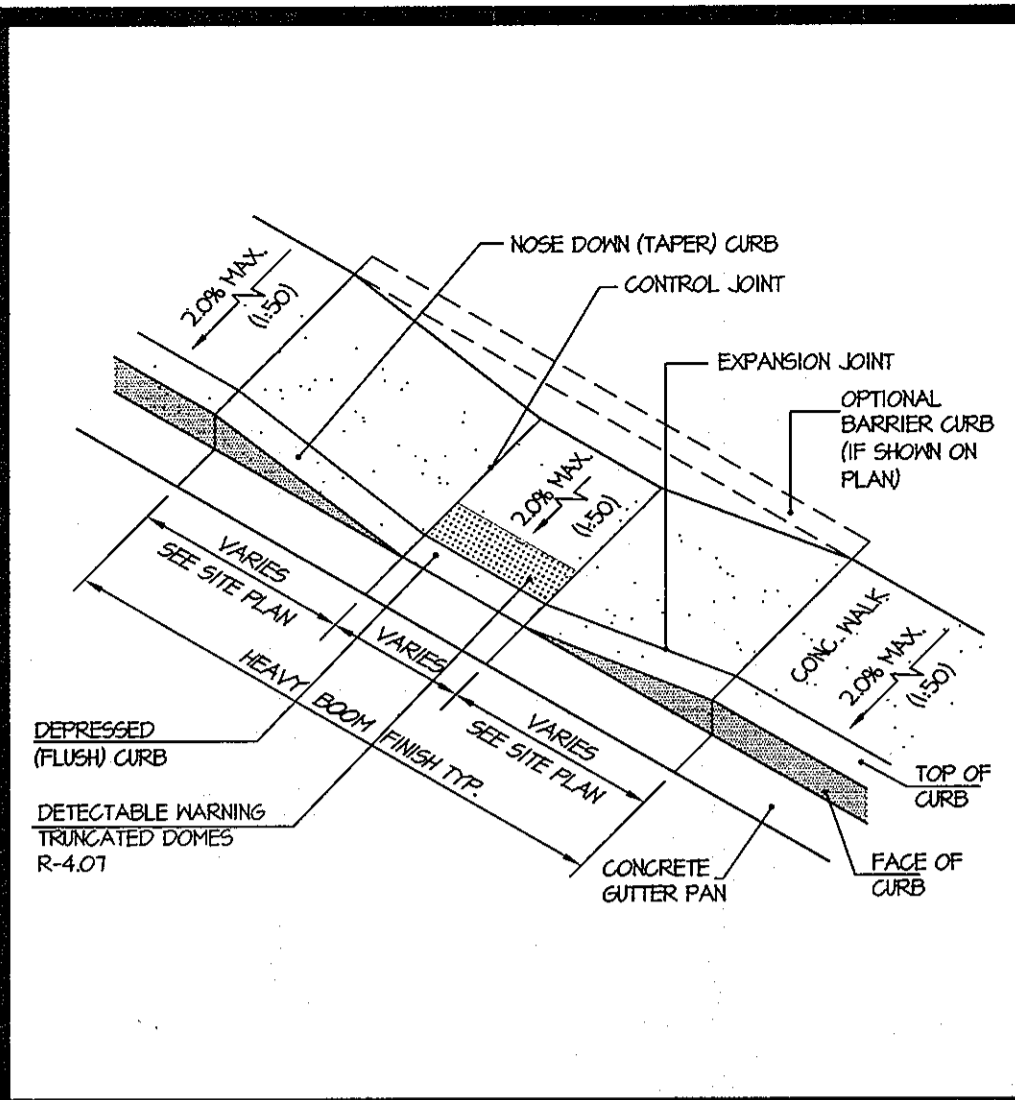 NOSE DOWN (TAPER) CURB
CONTROL JOINT
2.0% MAX.
(1:50)
EXPANSION JOINT
OPTIONAL
BARRIER CURB
(IF SHOWN ON
PLAN)
2.0% MAX.
(1:50)
CONC. WALK
2.0% MAX.
(1:50)
VARIES
SEE SITE PLAN
VARIES
VARIES
SEE SITE PLAN
HEAVY BOOM FINISH TYP.
DEPRESSED
(FLUSH) CURB
TOP OF
CURB
DETECTABLE WARNING
TRUNCATED DOMES
R-4.07
CONCRETE
GUTTER PAN
FACE OF
CURB